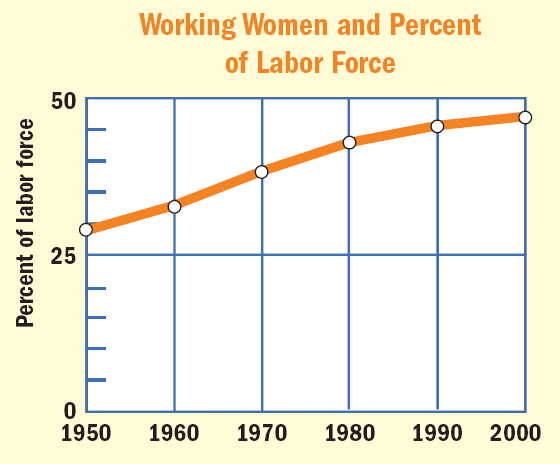 Working Women and Percent
of Labor Force
Percent of labor force
50
25
0
1950 1960 1970 1980 1990 2000